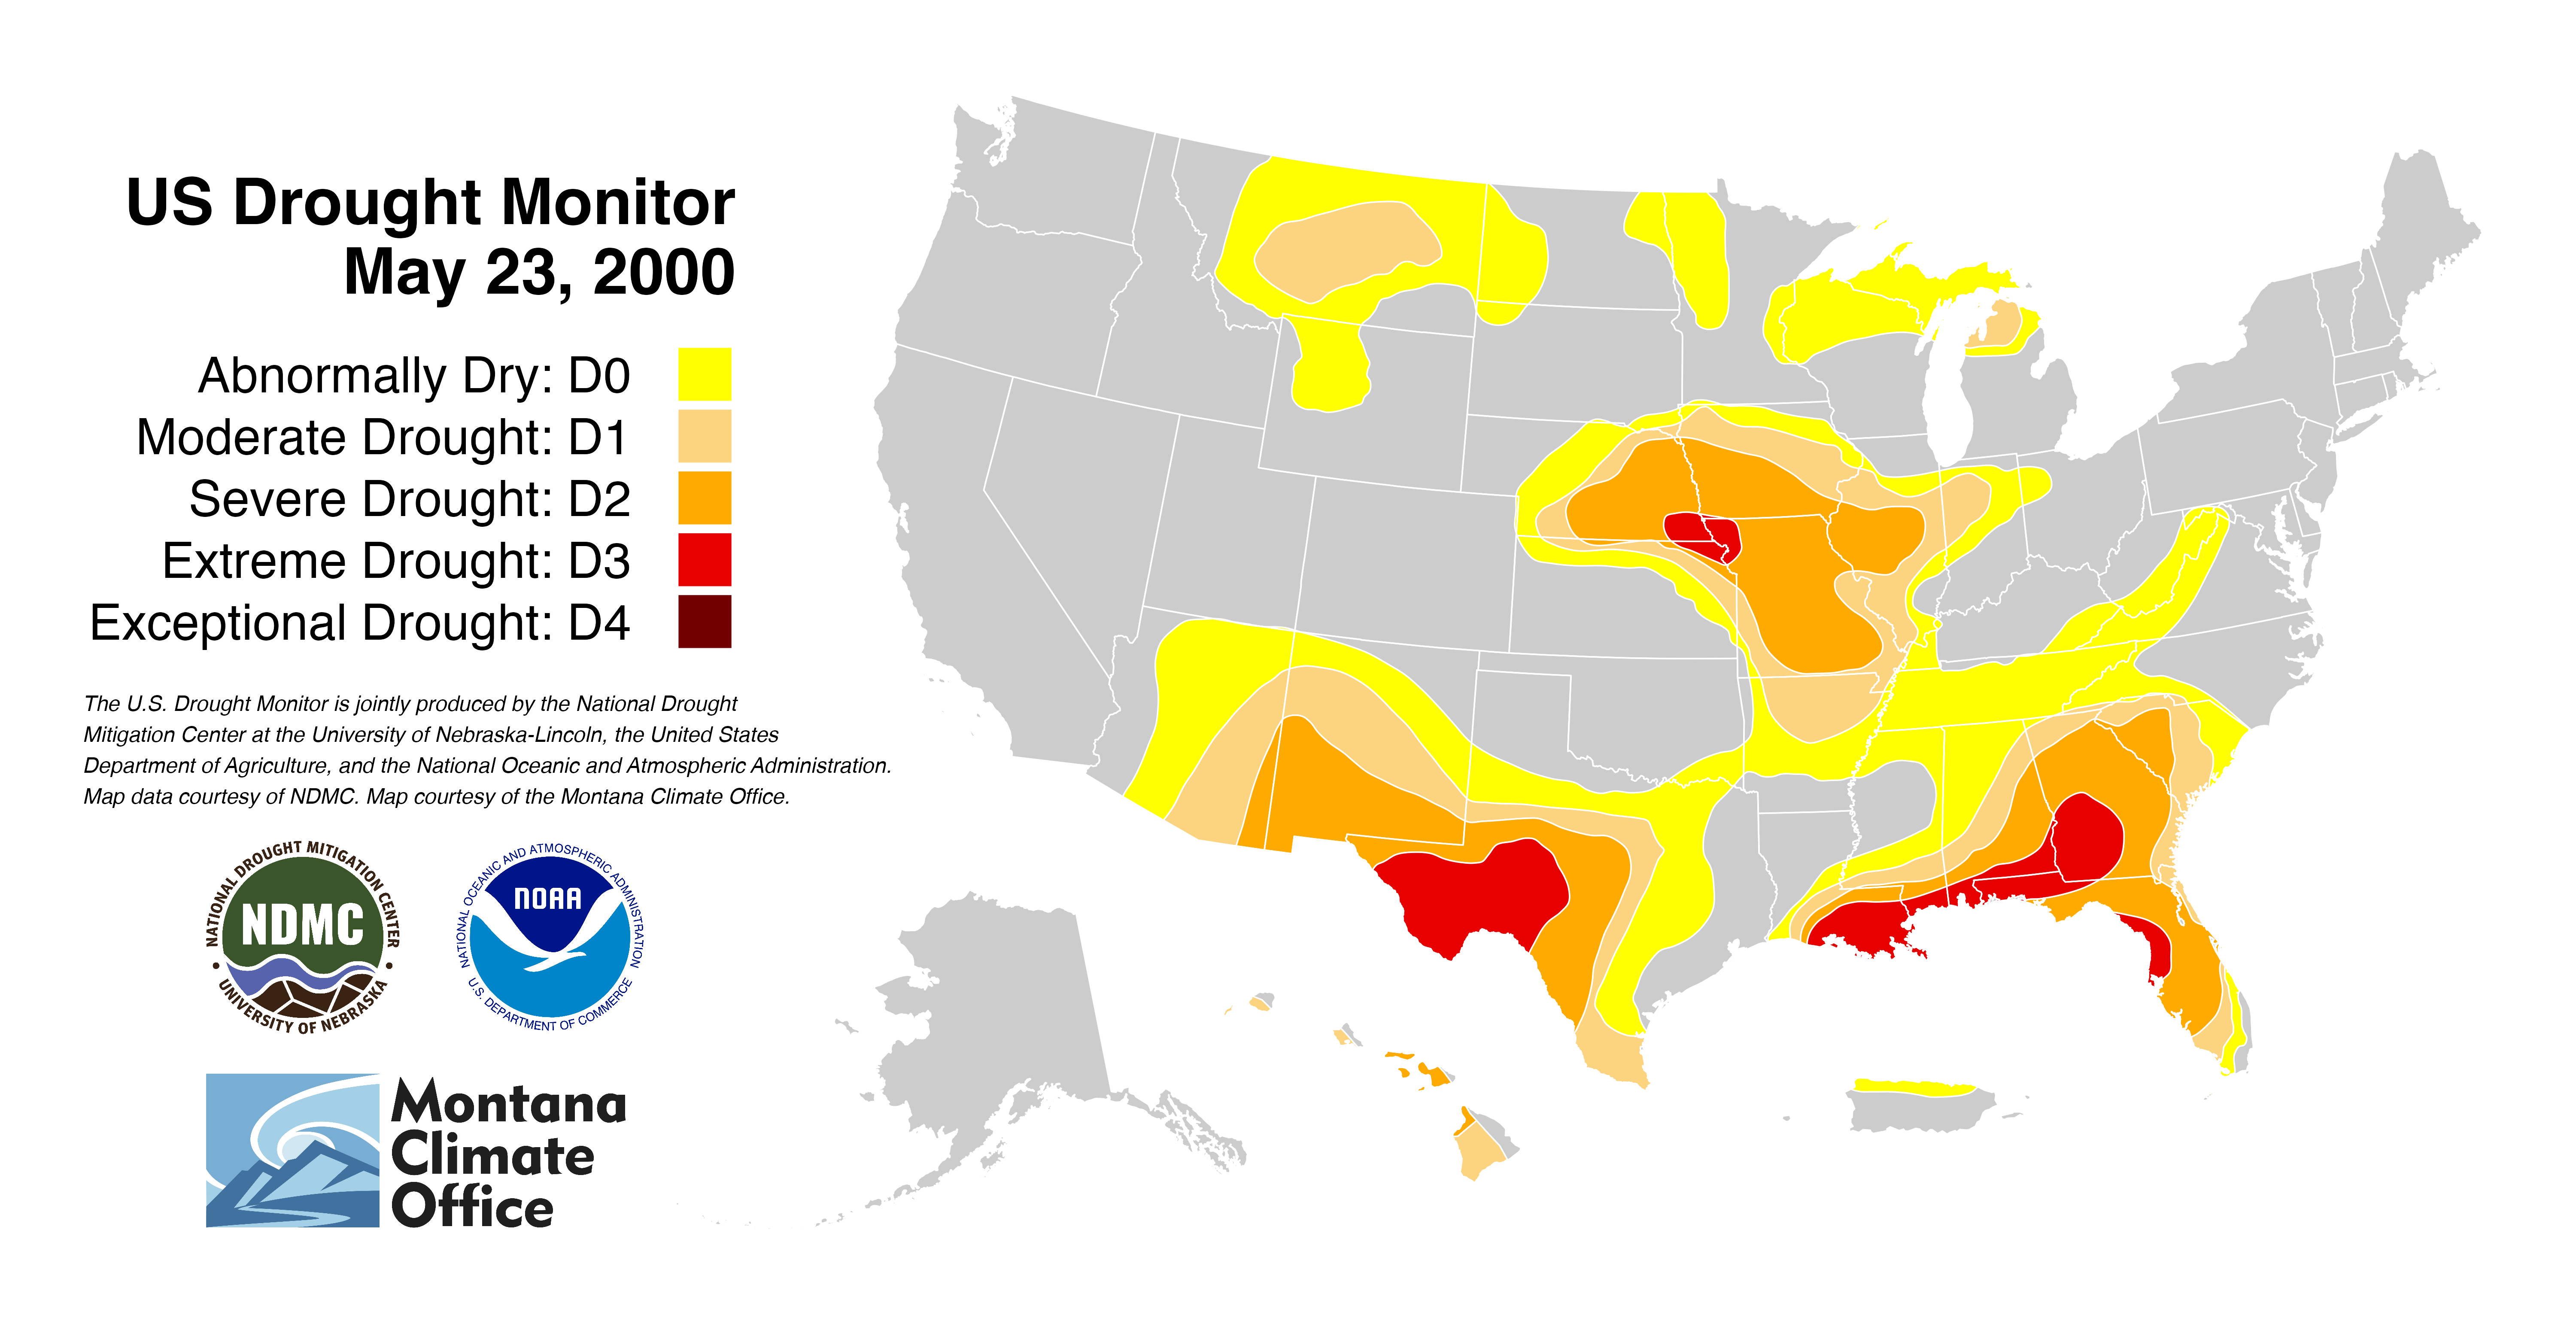 US Drought Monitor
May 23, 2000
Abnormally Dry: D0
Moderate Drought: D1
Severe Drought: D2
Extreme Drought: D3
Exceptional Drought: D4
The U.S. Drought Monitor is jointly produced by the National Drought
Mitigation Center at the University of Nebraska-Lincoln, the United States
Department of Agriculture, and the National Oceanic and Atmospheric Administration.
Map data courtesy of NDMC. Map courtesy of the Montana Climate Office.
NATIONAL DROUGHT MITIGATION CENTER
NDMC
• UNIVERSITY OF NEBRASKA •
NATIONAL OCEANIC AND ATMOSPHERIC ADMINISTRATION
NOAA
U.S. DEPARTMENT OF COMMERCE
Montana
Climate
Office